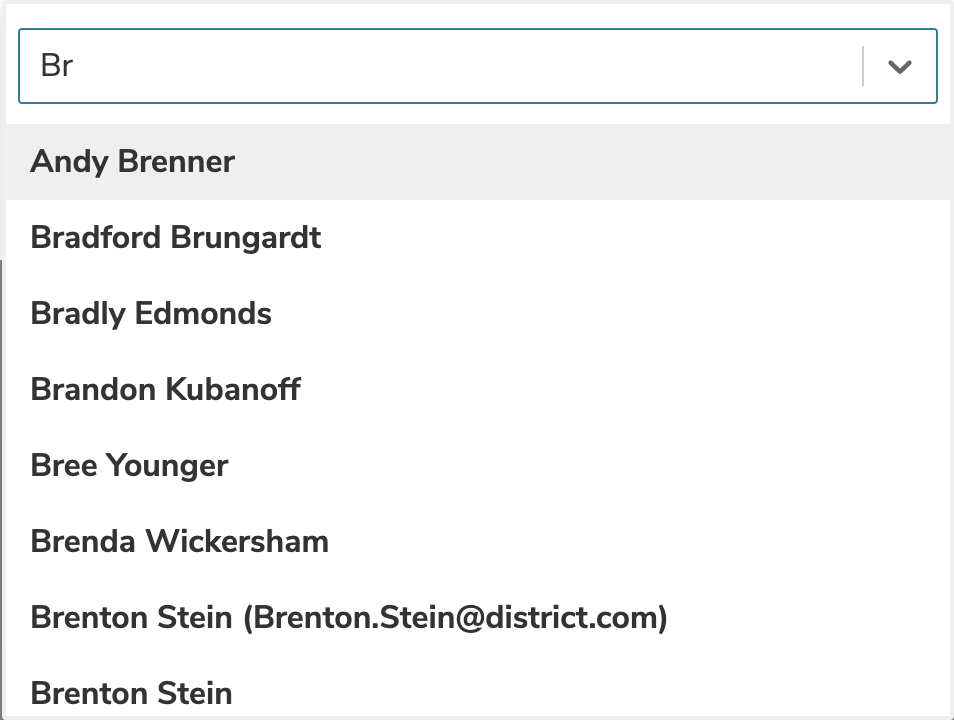 Br
Andy Brenner
Bradford Brungardt
Bradly Edmonds
Brandon Kubanoff
Bree Younger
Brenda Wickersham
Brenton Stein (Brenton.Stein@district.com)
Brenton Stein